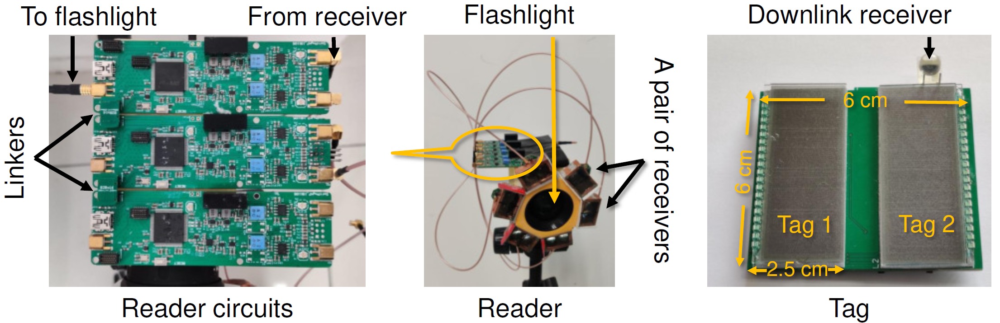 To flashlight
From receiver
Flashlight
Downlink receiver
Linkers
A pair of receivers
6 cm
6 cm
Tag 1
Tag 2
2.5 cm
L2
Reader circuits
Reader
Tag